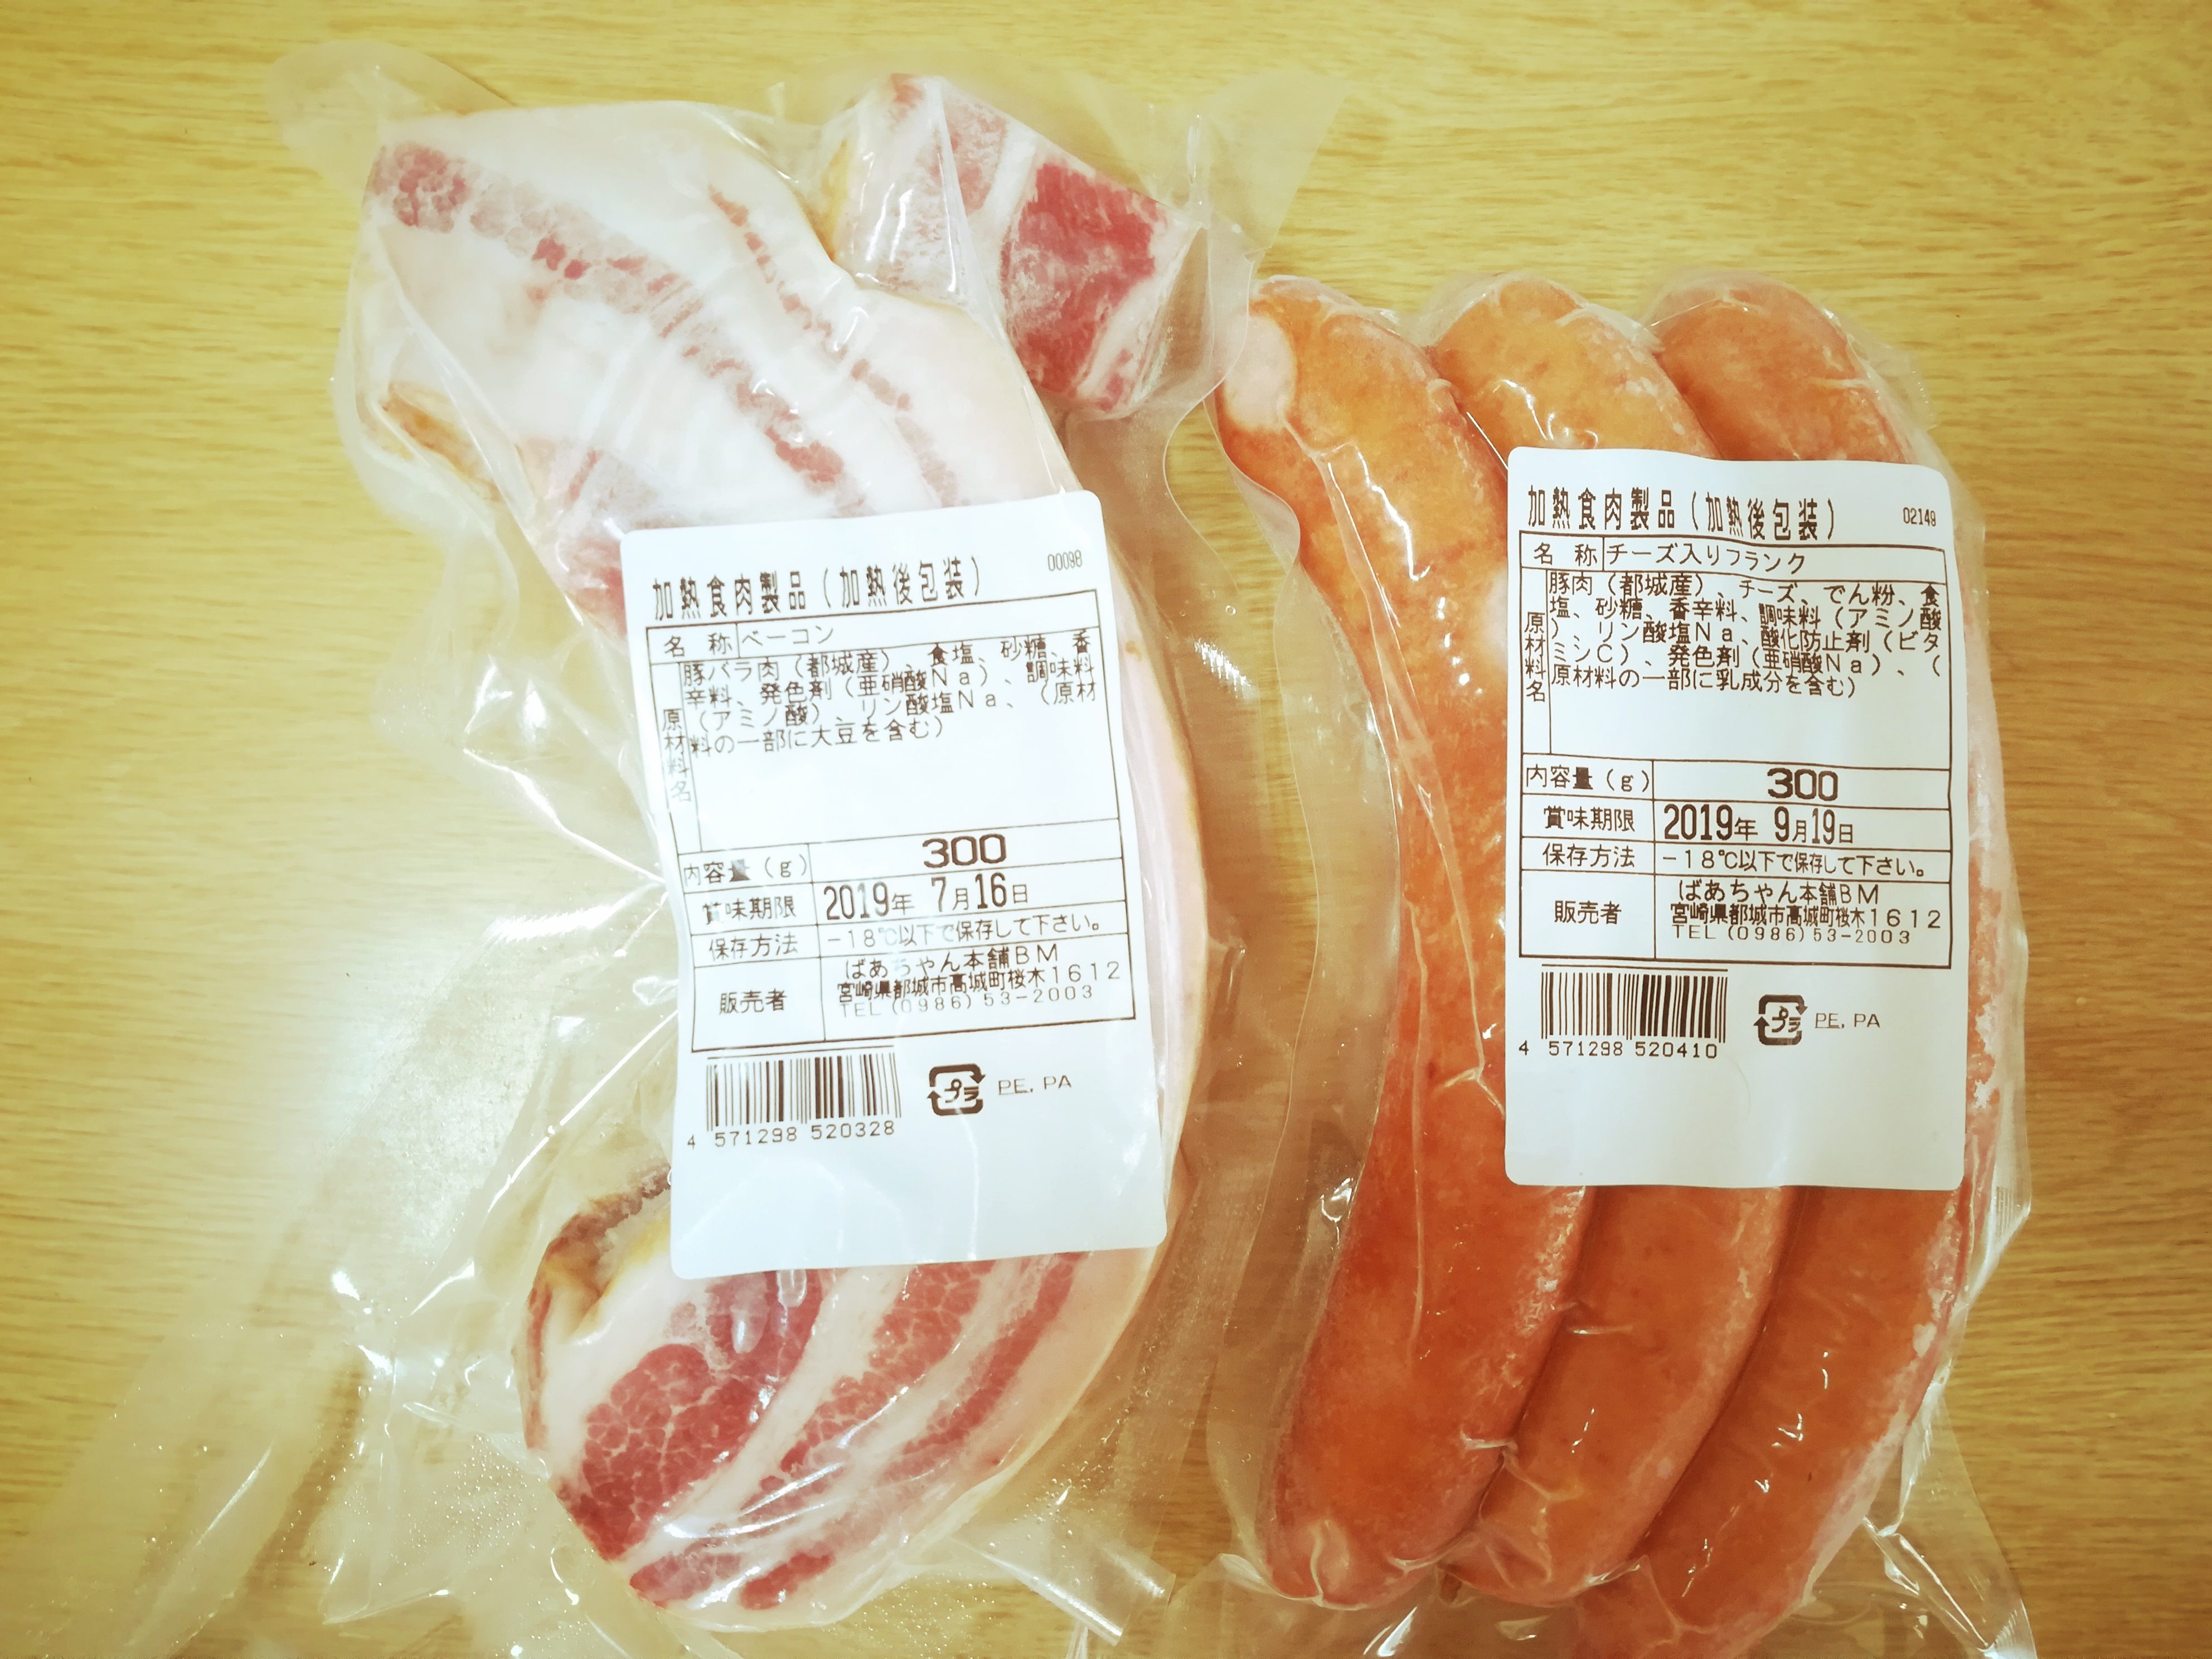 加熱食肉製品(加熱後包装)
00098
名 称 ベーコン
原材料名
豚バラ肉(都城産)、食塩、砂糖、香
辛料、発色剤(亜硝酸Na)、調味料
(アミノ酸)、リン酸塩Na、(原材
料の一部に大豆を含む)
内容量(g) 300
賞味期限 2019年 7月16日
保存方法 -18℃以下で保存して下さい。
販売者
ばあちゃん本舗BM
宮崎県都城市高城町桜木1612
TEL(0986)53-2003
4 571298 520328
プラ PE, PA
加熱食肉製品(加熱後包装)
02149
名 称 チーズ入りフランク
原材料名
豚肉(都城産)、チーズ、でん粉、食
塩、砂糖、香辛料、調味料(アミノ酸
)、リン酸塩Na、酸化防止剤(ビタ
ミンC)、発色剤(亜硝酸Na)、(
原材料の一部に乳成分を含む)
内容量(g) 300
賞味期限 2019年 9月19日
保存方法 -18℃以下で保存して下さい。
販売者
ばあちゃん本舗BM
宮崎県都城市高城町桜木1612
TEL(0986)53-2003
4 571298 520410
プラ PE, PA